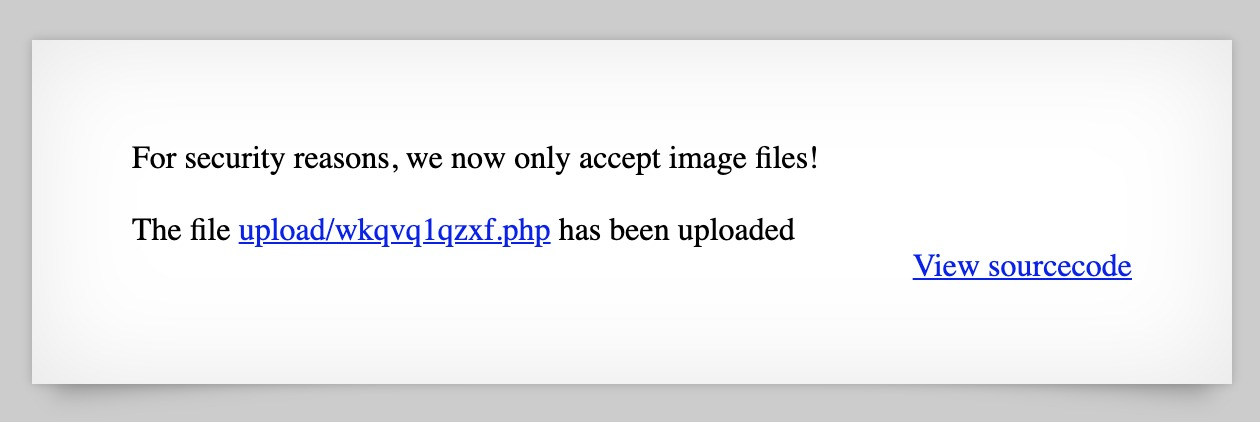 For security reasons, we now only accept image files!
The file upload/wkqvq1qzxf.php has been uploaded
View sourcecode